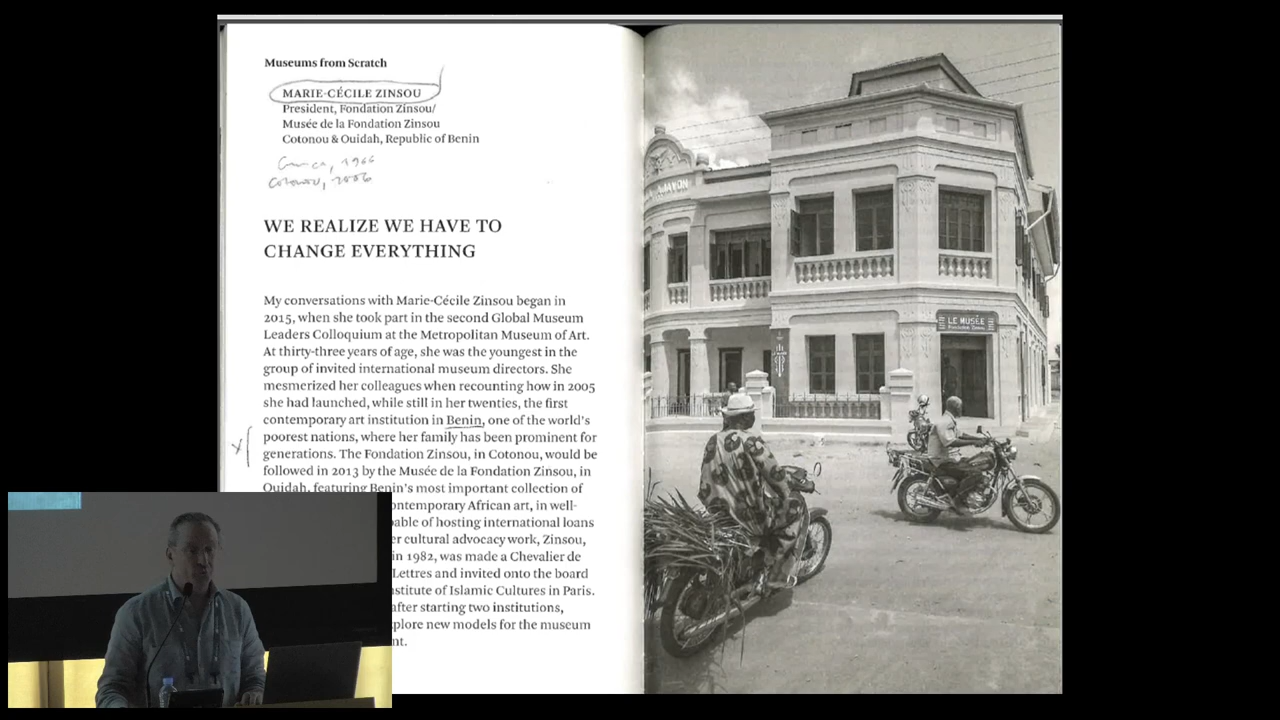 Museums from Scratch
MARIE-CÉCILE ZINSOU
President, Fondation Zinsou/
Musée de la Fondation Zinsou
Cotonou & Ouidah, Republic of Benin
1966
Cotonou, 2006
WE REALIZE WE HAVE TO
CHANGE EVERYTHING
My conversations with Marie-Cécile Zinsou began in
2015, when she took part in the second Global Museum
Leaders Colloquium at the Metropolitan Museum of Art.
At thirty-three years of age, she was the youngest in the
group of invited international museum directors. She
mesmerized her colleagues when recounting how in 2005
she had launched, while still in her twenties, the first
contemporary art institution in Benin, one of the world's
poorest nations, where her family has been prominent for
generations. The Fondation Zinsou, in Cotonou, would be
followed in 2013 by the Musée de la Fondation Zinsou, in
Ouidah, featuring Benin's most important collection of
ontemporary African art, in well-
able of hosting international loans
er cultural advocacy work, Zinsou,
in 1982, was made a Chevalier de
Lettres and invited onto the board
nstitute of Islamic Cultures in Paris.
after starting two institutions,
xplore new models for the museum
nt.
LE MUSÉE
Fondation Zinsou